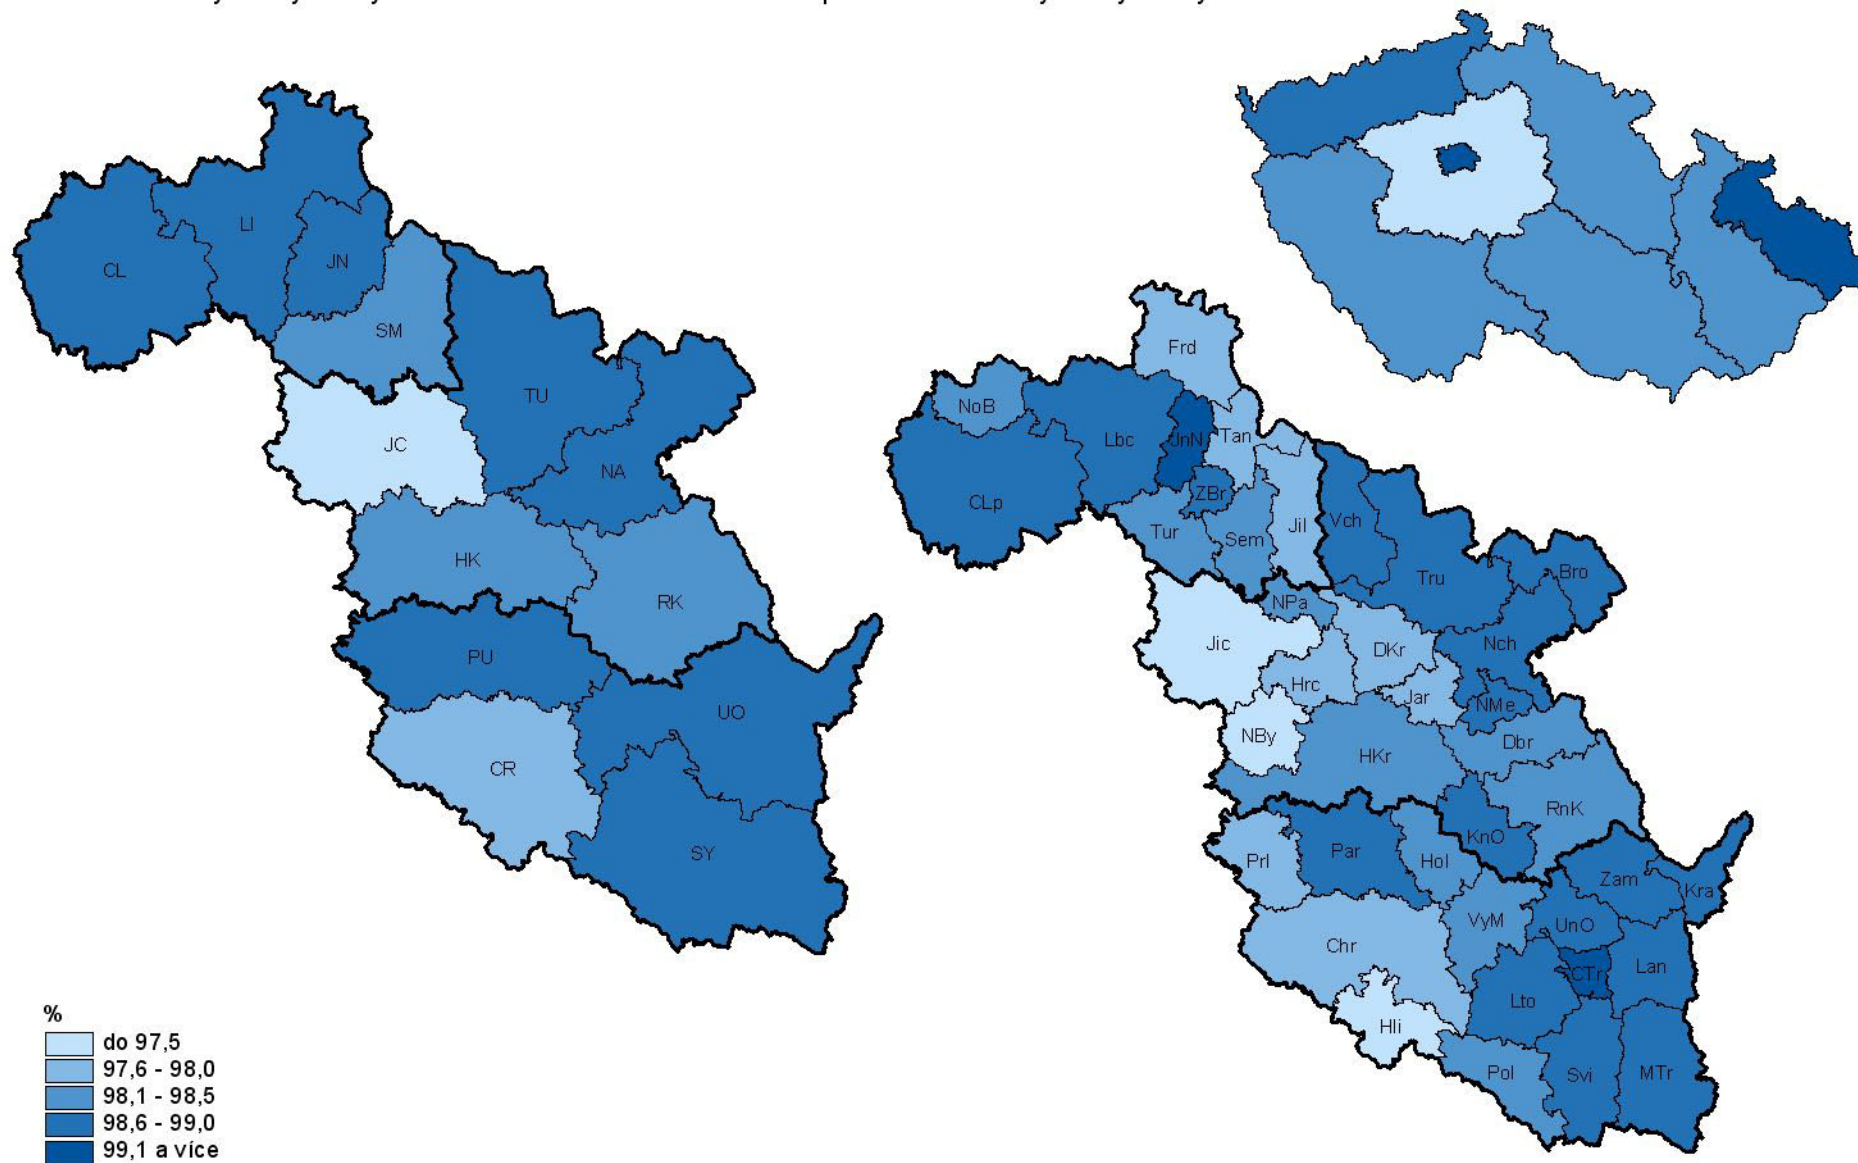 CL
LI
JN
SM
JC
TU
NA
HK
RK
PU
UO
CR
SY
Frd
NoB
Lbc
JnN
Tan
CLp
ZBr
Tur
Sem
Jil
Vch
Tru
Bro
NPa
Jic
DKr
Nch
Hrc
Jar
NMe
NBy
HKr
Dbr
RnK
KnO
Prl
Par
Hol
Zam
Kra
Chr
VyM
UnO
CTr
Lan
Lto
Hli
Pol
Svi
MTr
%
do 97,5
97,6 - 98,0
98,1 - 98,5
98,6 - 99,0
99,1 a více